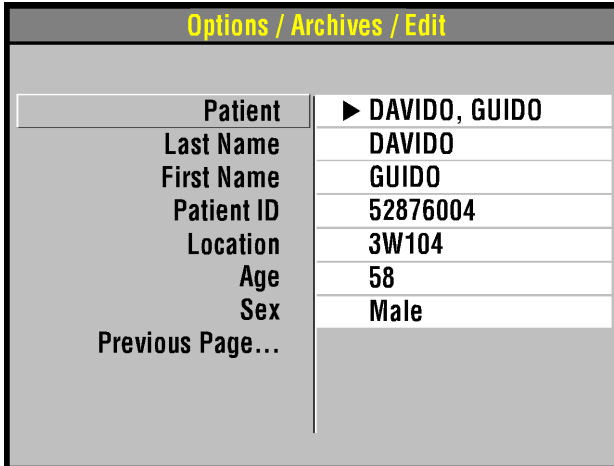 Options / Archives / Edit
Patient ▶ DAVIDO, GUIDO
Last Name DAVIDO
First Name GUIDO
Patient ID 52876004
Location 3W104
Age 58
Sex Male
Previous Page...